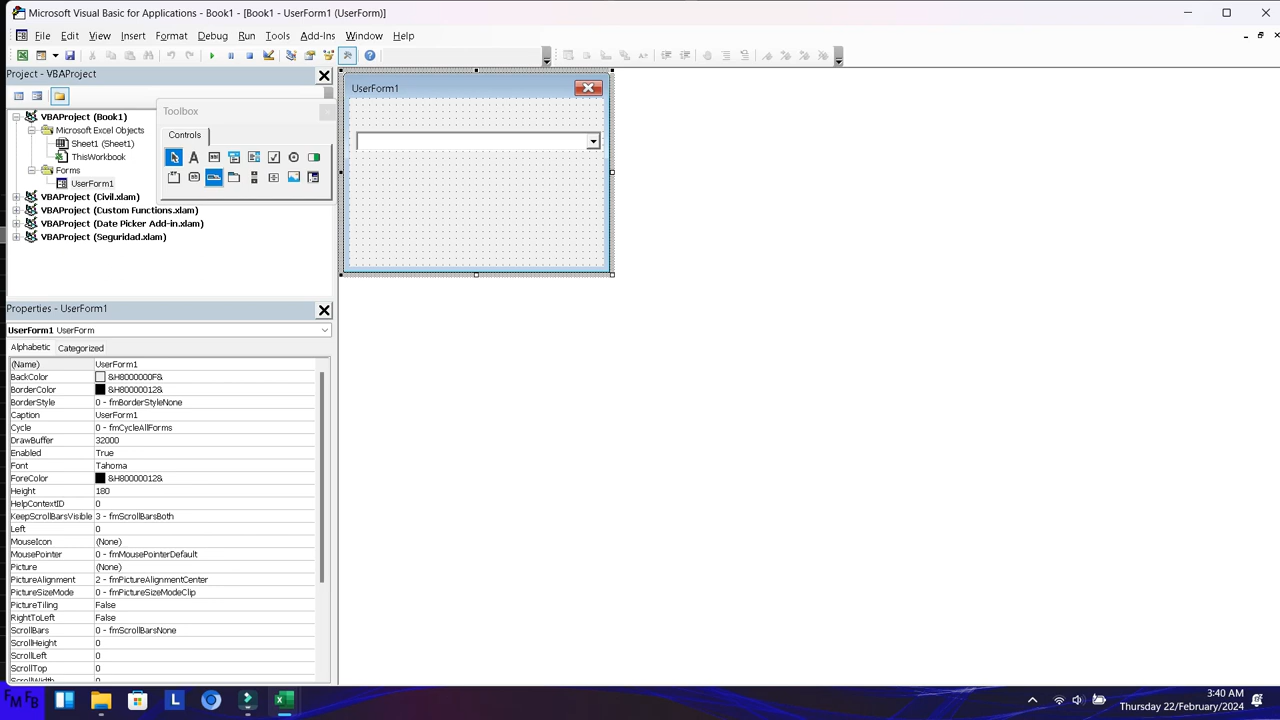 Microsoft Visual Basic for Applications - Book1 - [Book1 - UserForm1 (UserForm)]
File Edit View Insert Format Debug Run Tools Add-Ins Window Help
Project - VBAProject
VBAProject (Book1)
Microsoft Excel Objects
Sheet1 (Sheet1)
ThisWorkbook
Forms
UserForm1
VBAProject (Civil.xlam)
VBAProject (Custom Functions.xlam)
VBAProject (Date Picker Add-in.xlam)
VBAProject (Seguridad.xlam)
Toolbox
Controls
UserForm1
Properties - UserForm1
UserForm1 UserForm
Alphabetic Categorized
(Name) UserForm1
BackColor &H8000000F&
BorderColor &H80000012&
BorderStyle 0 - fmBorderStyleNone
Caption UserForm1
Cycle 0 - fmCycleAllForms
DrawBuffer 32000
Enabled True
Font Tahoma
ForeColor &H80000012&
Height 180
HelpContextID 0
KeepScrollBarsVisible 3 - fmScrollBarsBoth
Left 0
MouseIcon (None)
MousePointer 0 - fmMousePointerDefault
Picture (None)
PictureAlignment 2 - fmPictureAlignmentCenter
PictureSizeMode 0 - fmPictureSizeModeClip
PictureTiling False
RightToLeft False
ScrollBars 0 - fmScrollBarsNone
ScrollHeight 0
ScrollLeft 0
ScrollTop 0
ScrollWidth 0
FM FB
L
3:40 AM
Thursday 22/February/2024